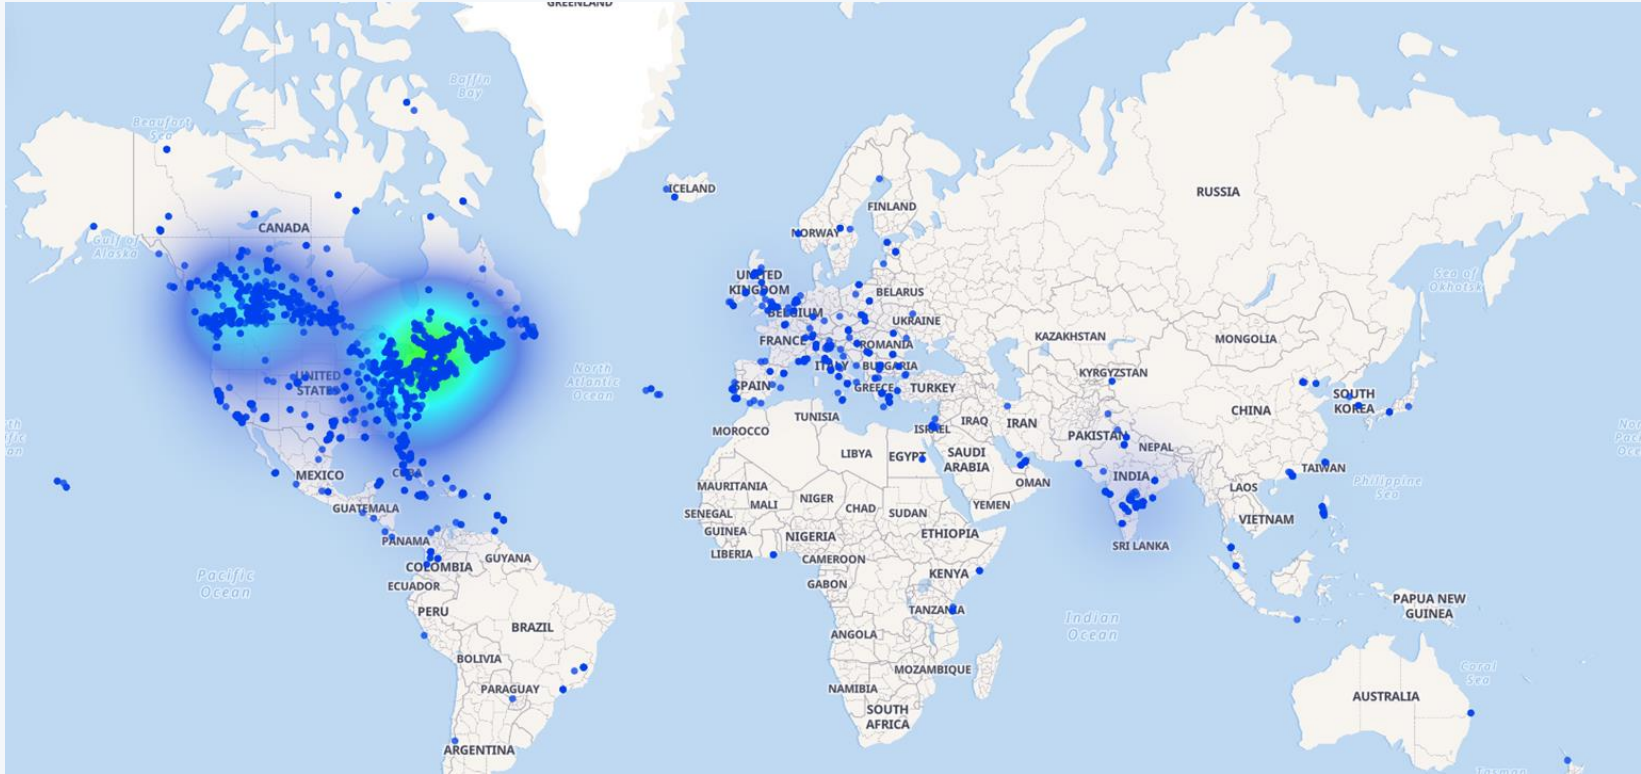 GREENLAND
Baffin
Bay
Beaufort
Sea
ICELAND
RUSSIA
FINLAND
CANADA
NORWAY
Gulf of
Alaska
Sea of
Okhotsk
UNITED
KINGDOM
BELARUS
BELGIUM
UKRAINE
KAZAKHSTAN
MONGOLIA
FRANCE
ROMANIA
ITALY
BULGARIA
KYRGYZSTAN
North
Atlantic
Ocean
UNITED
STATES
SPAIN
GREECE
TURKEY
SOUTH
KOREA
CHINA
TUNISIA
MOROCCO
ISRAEL
IRAQ
IRAN
PAKISTAN
NEPAL
LIBYA
EGYPT
SAUDI
ARABIA
TAIWAN
MEXICO
CUBA
INDIA
OMAN
MAURITANIA
LAOS
Philippine
Sea
NIGER
MALI
CHAD
SUDAN
YEMEN
GUATEMALA
SENEGAL
VIETNAM
GUINEA
NIGERIA
ETHIOPIA
PANAMA
SRI LANKA
LIBERIA
GUYANA
CAMEROON
COLOMBIA
KENYA
Pacific
Ocean
ECUADOR
GABON
PERU
TANZANIA
PAPUA NEW
GUINEA
BRAZIL
Indian
Ocean
ANGOLA
BOLIVIA
MOZAMBIQUE
Coral
Sea
PARAGUAY
NAMIBIA
AUSTRALIA
SOUTH
AFRICA
ARGENTINA
Tasman